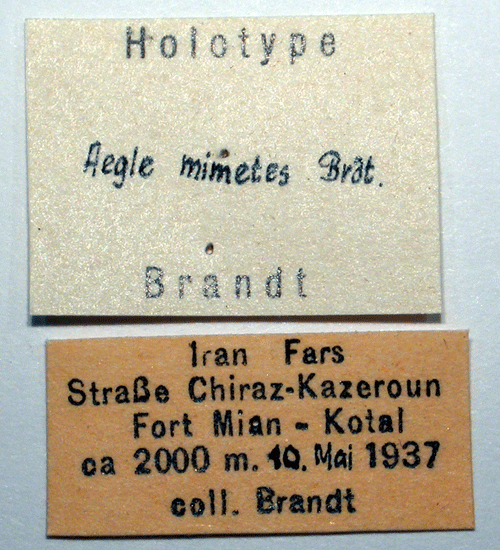 Holotype
Aegle mimetes Brdt.
Brandt
Iran Fars
Straße Chiraz-Kazeroun
Fort Mian - Kotal
ca 2000 m. 10. Mai 1937
coll. Brandt